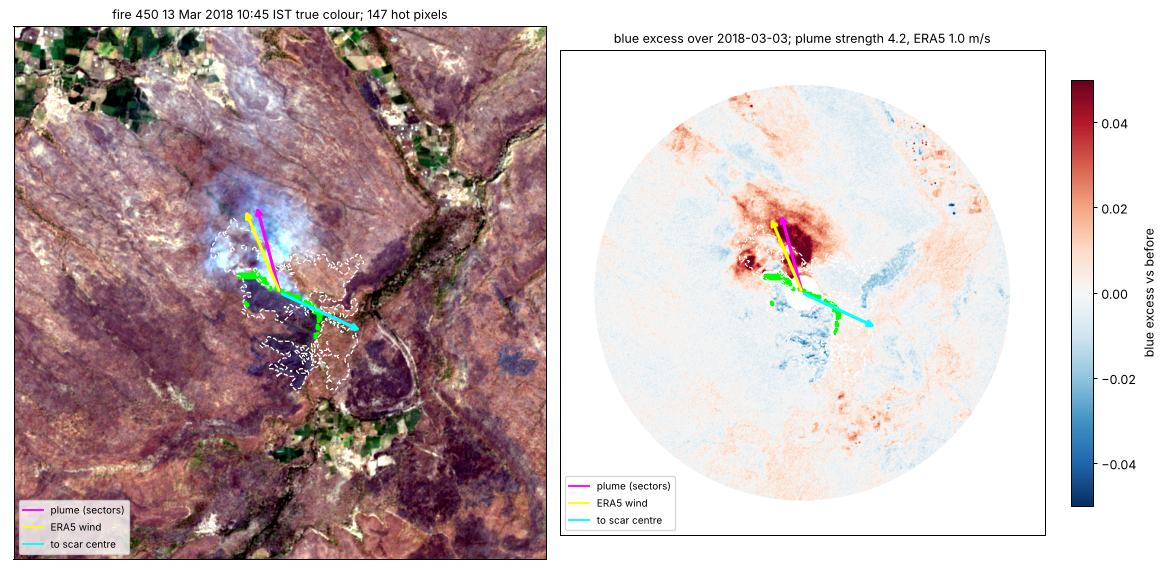 fire 450 13 Mar 2018 10:45 IST true colour; 147 hot pixels
plume (sectors)
ERA5 wind
to scar centre
blue excess over 2018-03-03; plume strength 4.2, ERA5 1.0 m/s
plume (sectors)
ERA5 wind
to scar centre
0.04
0.02
0.00
−0.02
−0.04
blue excess vs before